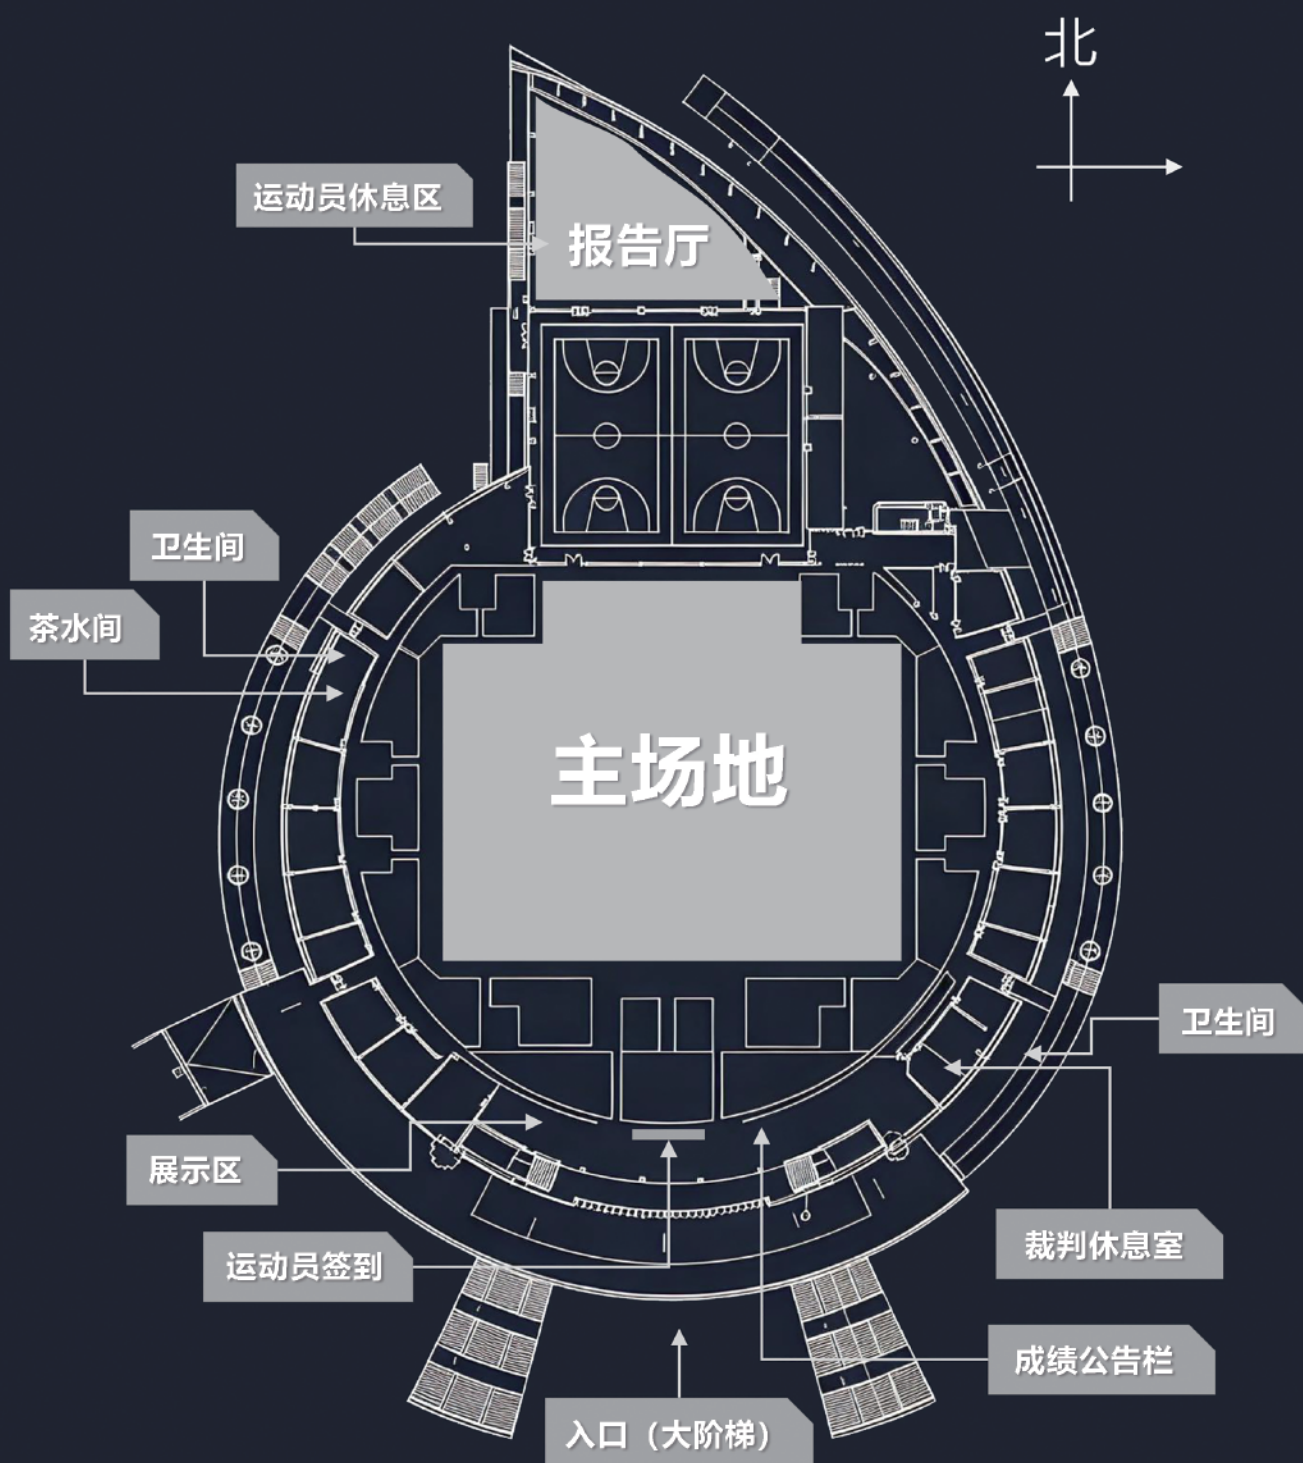 北
运动员休息区
报告厅
卫生间
茶水间
主场地
卫生间
展示区
裁判休息室
运动员签到
成绩公告栏
入口（大阶梯）